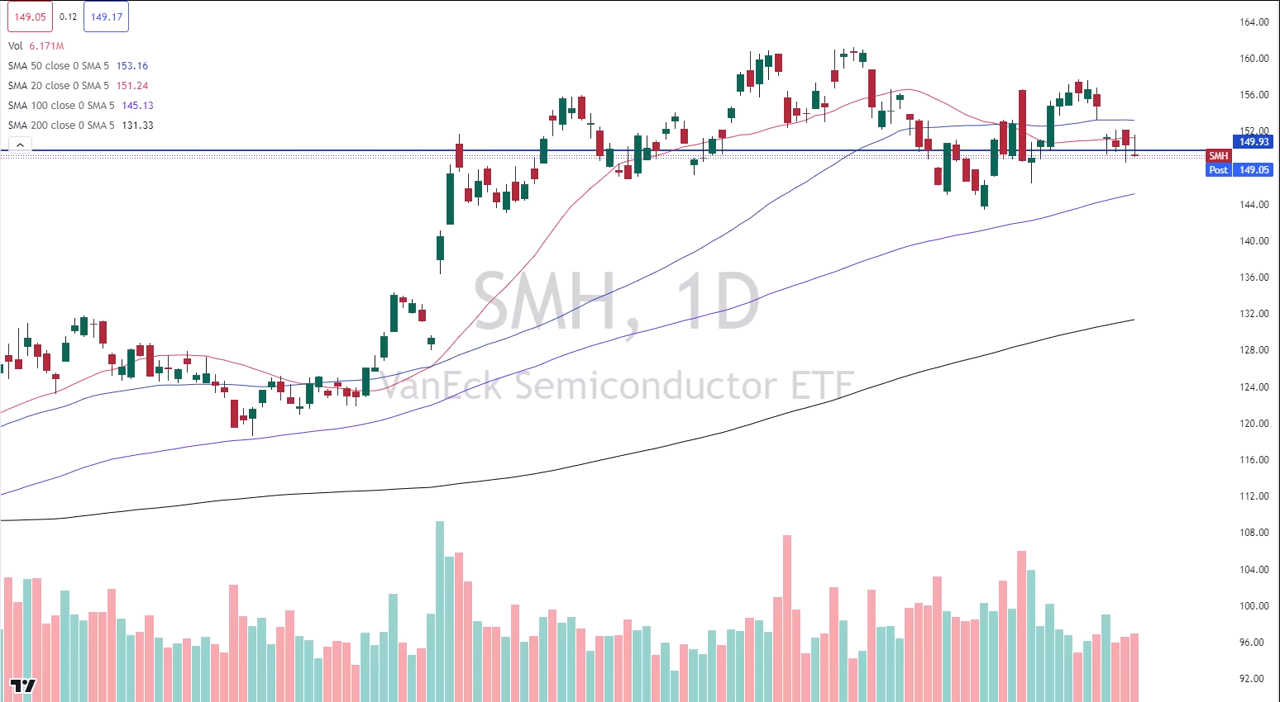 149.05 0.12 149.17
Vol 6.171M
SMA 50 close 0 SMA 5 153.16
SMA 20 close 0 SMA 5 151.24
SMA 100 close 0 SMA 5 145.13
SMA 200 close 0 SMA 5 131.33
SMH, 1D
VanEck Semiconductor ETF
164.00
160.00
156.00
152.00
149.93
SMH
Post 149.05
144.00
140.00
136.00
132.00
128.00
124.00
120.00
116.00
112.00
108.00
104.00
100.00
96.00
92.00